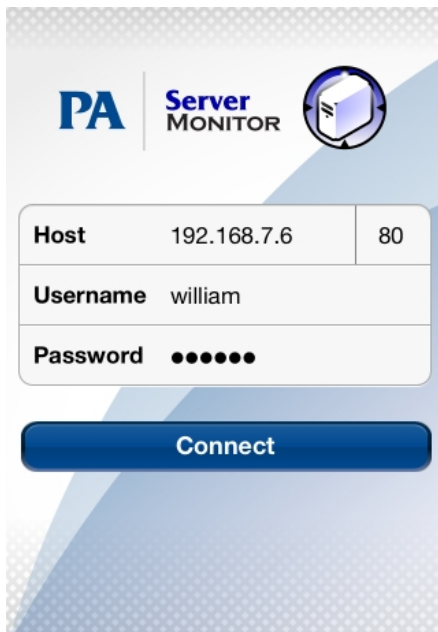 PA
Server
MONITOR
Host 192.168.7.6 80
Username william
Password ●●●●●●
Connect